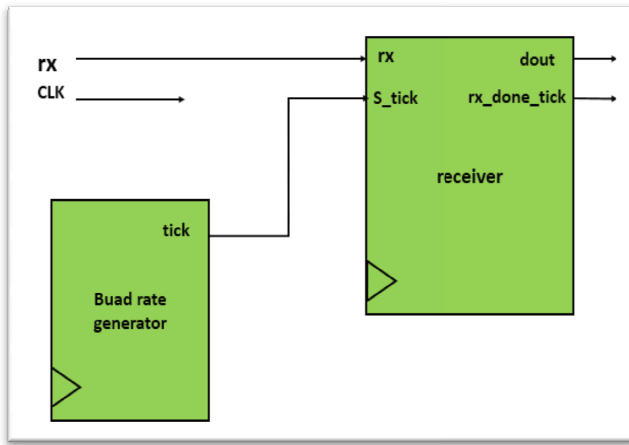 rx
CLK
rx
dout
S_tick
rx_done_tick
receiver
tick
Buad rate
generator